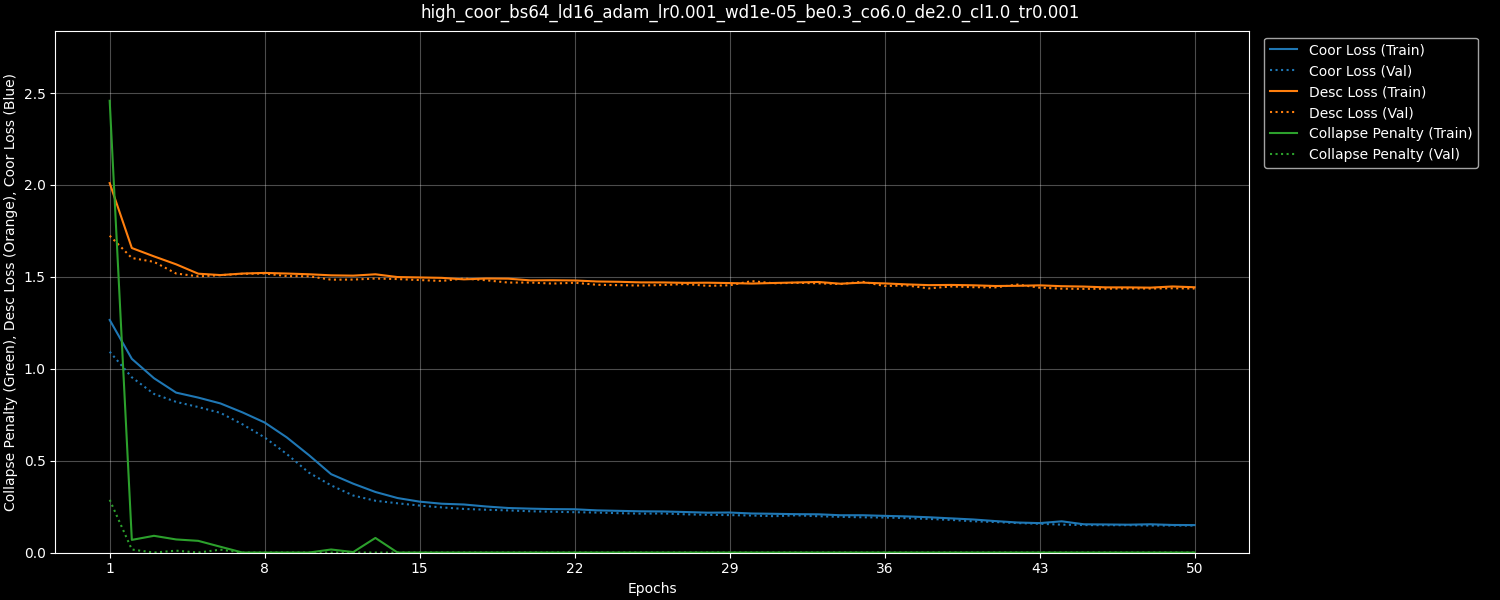 high_coor_bs64_ld16_adam_lr0.001_wd1e-05_be0.3_co6.0_de2.0_cl1.0_tr0.001
Collapse Penalty (Green), Desc Loss (Orange), Coor Loss (Blue)
2.5
2.0
1.5
1.0
0.5
0.0
1 8 15 22 29 36 43 50
Epochs
Coor Loss (Train)
Coor Loss (Val)
Desc Loss (Train)
Desc Loss (Val)
Collapse Penalty (Train)
Collapse Penalty (Val)